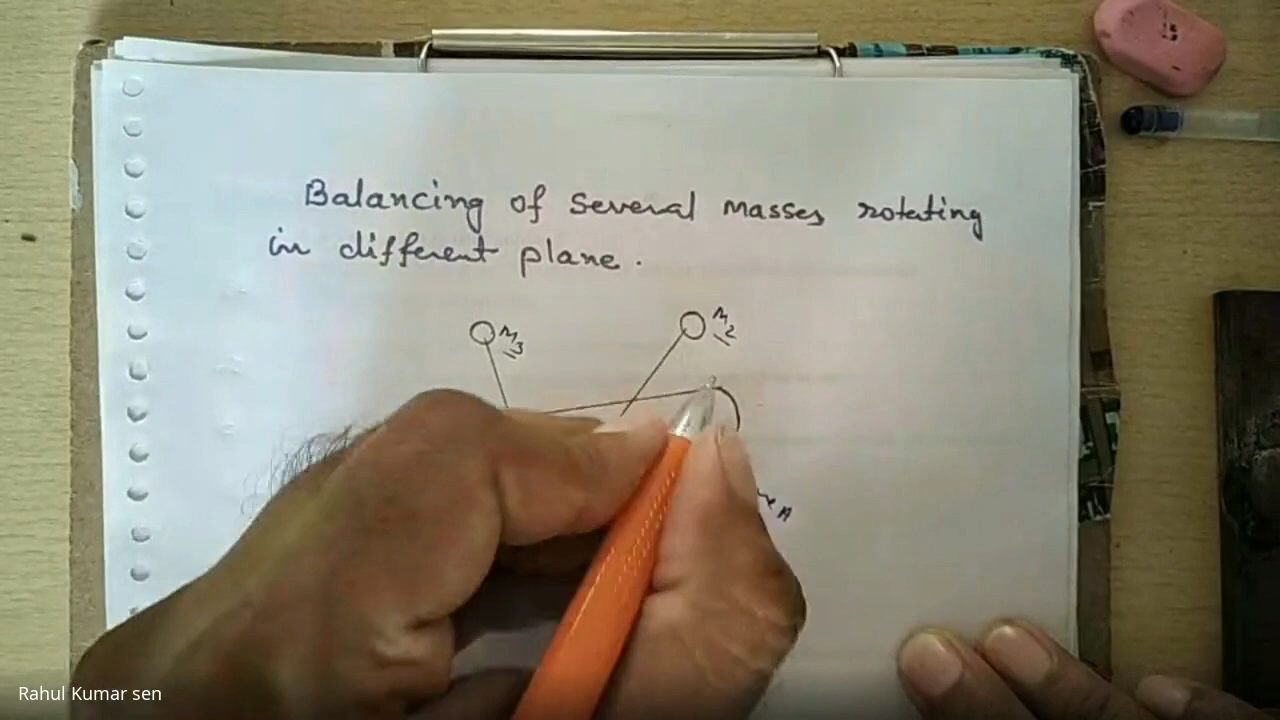 Balancing of several masses rotating
in different plane.
M3
M2
A
Rahul Kumar sen